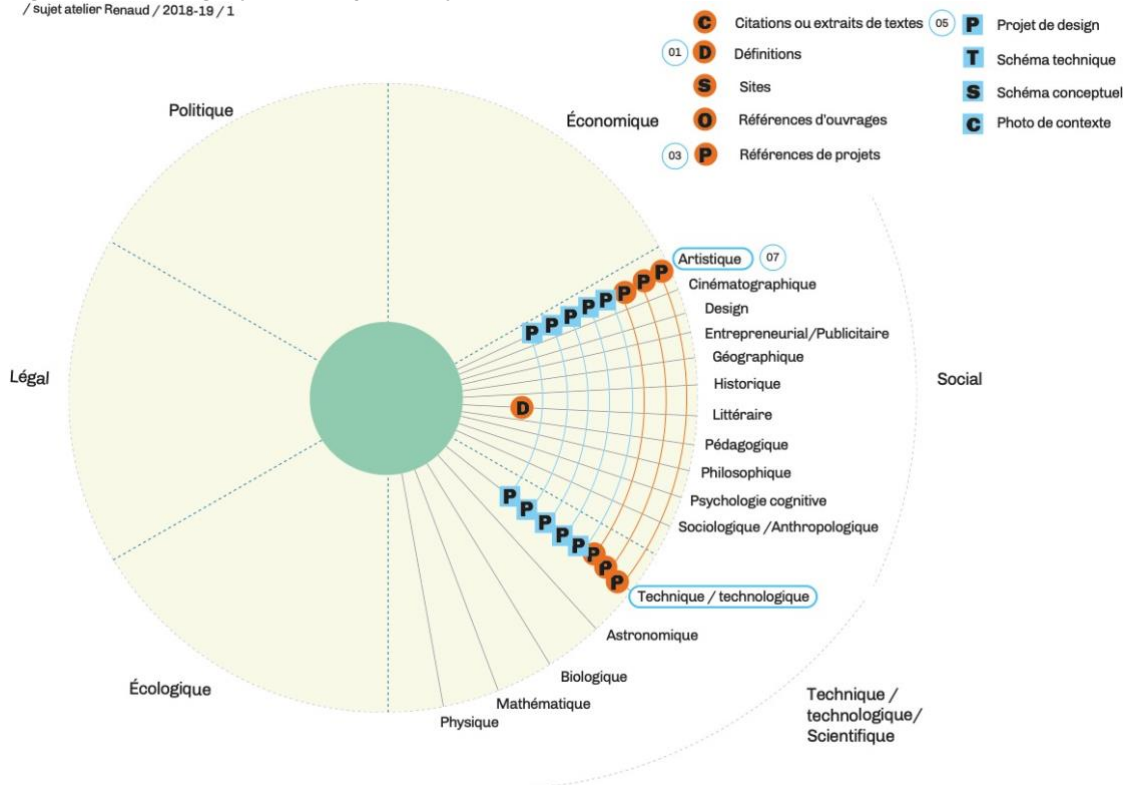 / sujet atelier Renaud / 2018-19 / 1
C Citations ou extraits de textes
01 D Définitions
S Sites
O Références d'ouvrages
03 P Références de projets
05 P Projet de design
T Schéma technique
S Schéma conceptuel
C Photo de contexte
Politique
Économique
Légal
Écologique
Social
Artistique 07
Cinématographique
Design
Entrepreneurial/Publicitaire
Géographique
Historique
Littéraire
Pédagogique
Philosophique
Psychologie cognitive
Sociologique /Anthropologique
P P P P P P P P
D
P P P P P P P P
Technique / technologique
Astronomique
Biologique
Mathématique
Physique
Technique /
technologique/
Scientifique